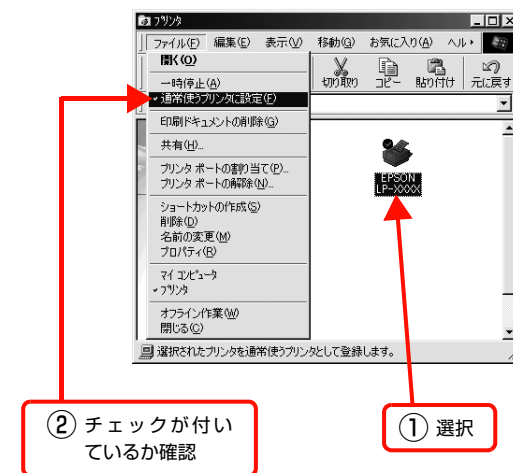 プリンタ
ファイル(F) 編集(E) 表示(V) 移動(G) お気に入り(A) ヘル
開く(O)
一時停止(A)
通常使うプリンタに設定(F)
印刷ドキュメントの削除(G)
共有(H)...
プリンタ ポートの割り当て(P)...
プリンタ ポートの解除(N)...
ショートカットの作成(S)
削除(D)
名前の変更(M)
プロパティ(R)
マイ コンピュータ
プリンタ
オフライン作業(W)
閉じる(C)
切り取り コピー 貼り付け 元に戻す
EPSON
LP-XXXX
選択されたプリンタを通常使うプリンタとして登録します。
② チェックが付い
ているか確認
① 選択